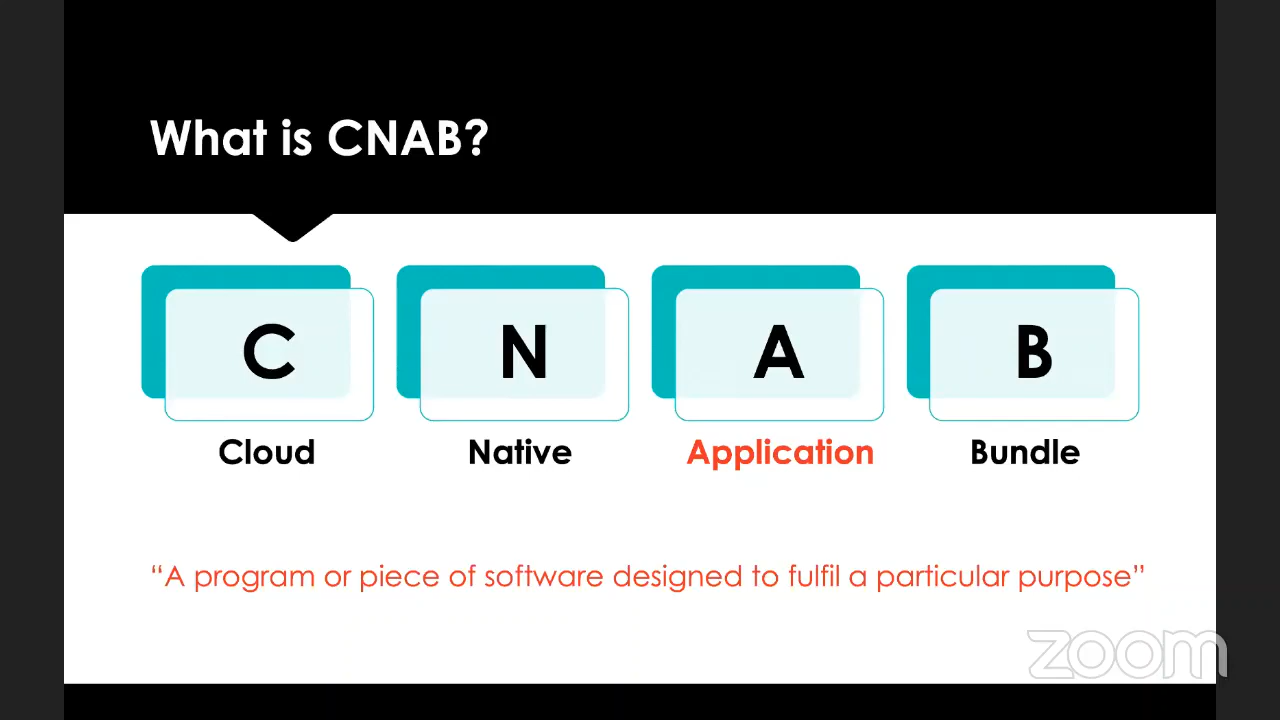 What is CNAB?
C N A B
Cloud Native Application Bundle
“A program or piece of software designed to fulfil a particular purpose”
zoom